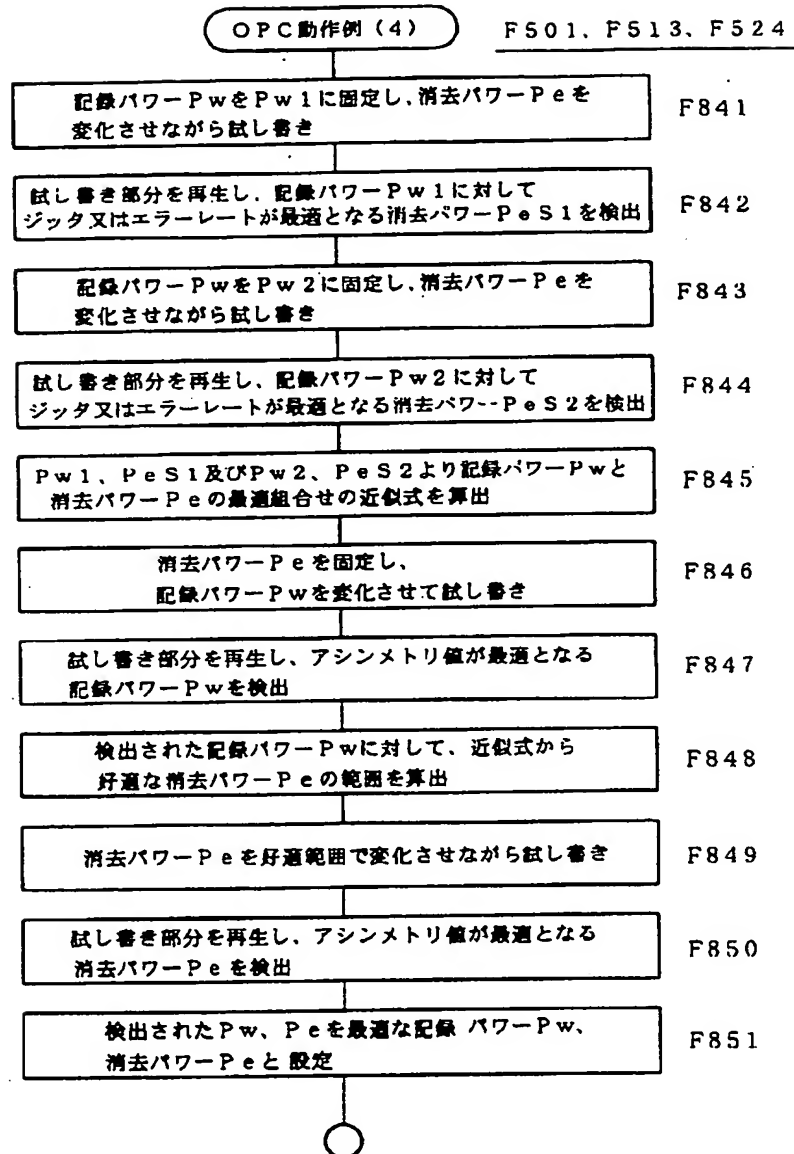 OPC動作例(4)
F501、F513、F524
記録パワーPwをPw1に固定し、消去パワーPeを
変化させながら試し書き
F841
試し書き部分を再生し、記録パワーPw1に対して
ジッタ又はエラーレートが最適となる消去パワーPeS1を検出
F842
記録パワーPwをPw2に固定し、消去パワーPeを
変化させながら試し書き
F843
試し書き部分を再生し、記録パワーPw2に対して
ジッタ又はエラーレートが最適となる消去パワーPeS2を検出
F844
Pw1、PeS1及びPw2、PeS2より記録パワーPwと
消去パワーPeの最適組合せの近似式を算出
F845
消去パワーPeを固定し、
記録パワーPwを変化させて試し書き
F846
試し書き部分を再生し、アシンメトリ値が最適となる
記録パワーPwを検出
F847
検出された記録パワーPwに対して、近似式から
好適な消去パワーPeの範囲を算出
F848
消去パワーPeを好適範囲で変化させながら試し書き
F849
試し書き部分を再生し、アシンメトリ値が最適となる
消去パワーPeを検出
F850
検出されたPw、Peを最適な記録 パワーPw、
消去パワーPeと 設定
F851